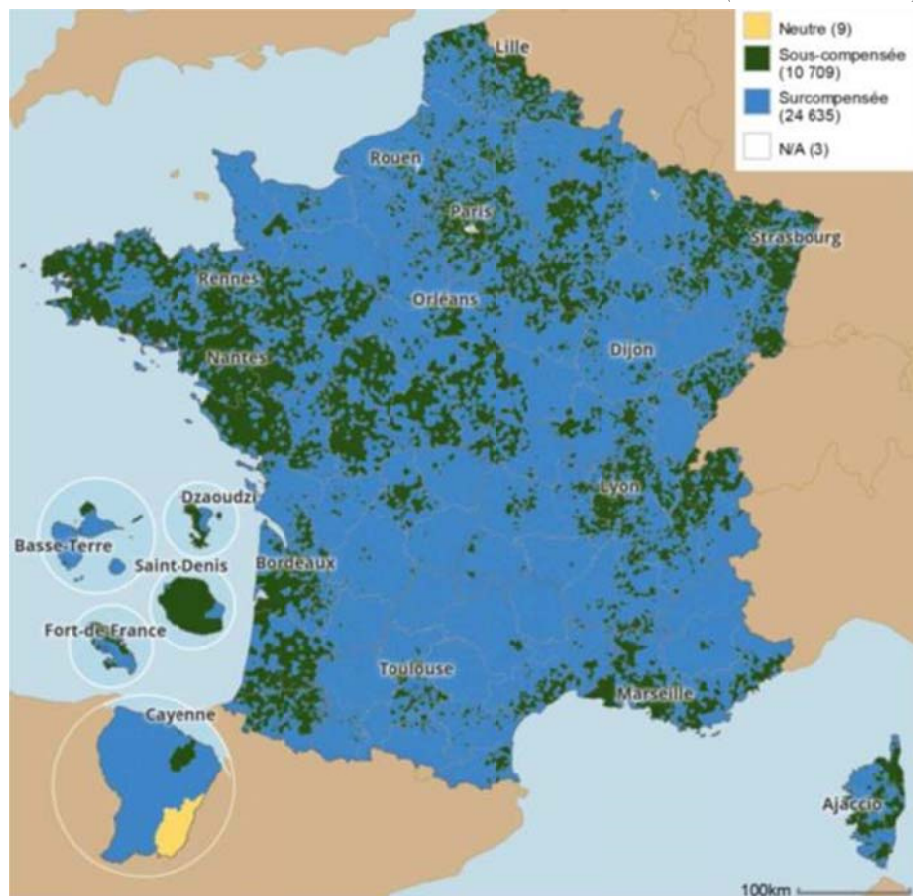 Neutre (9)
Sous-compensée
(10 709)
Surcompensée
(24 635)
N/A (3)
Lille
Rouen
Paris
Strasbourg
Rennes
Orléans
Nantes
Dijon
Lyon
Dzaoudzi
Basse-Terre
Bordeaux
Saint-Denis
Fort-de France
Toulouse
Marseille
Cayenne
Ajaccio
100km